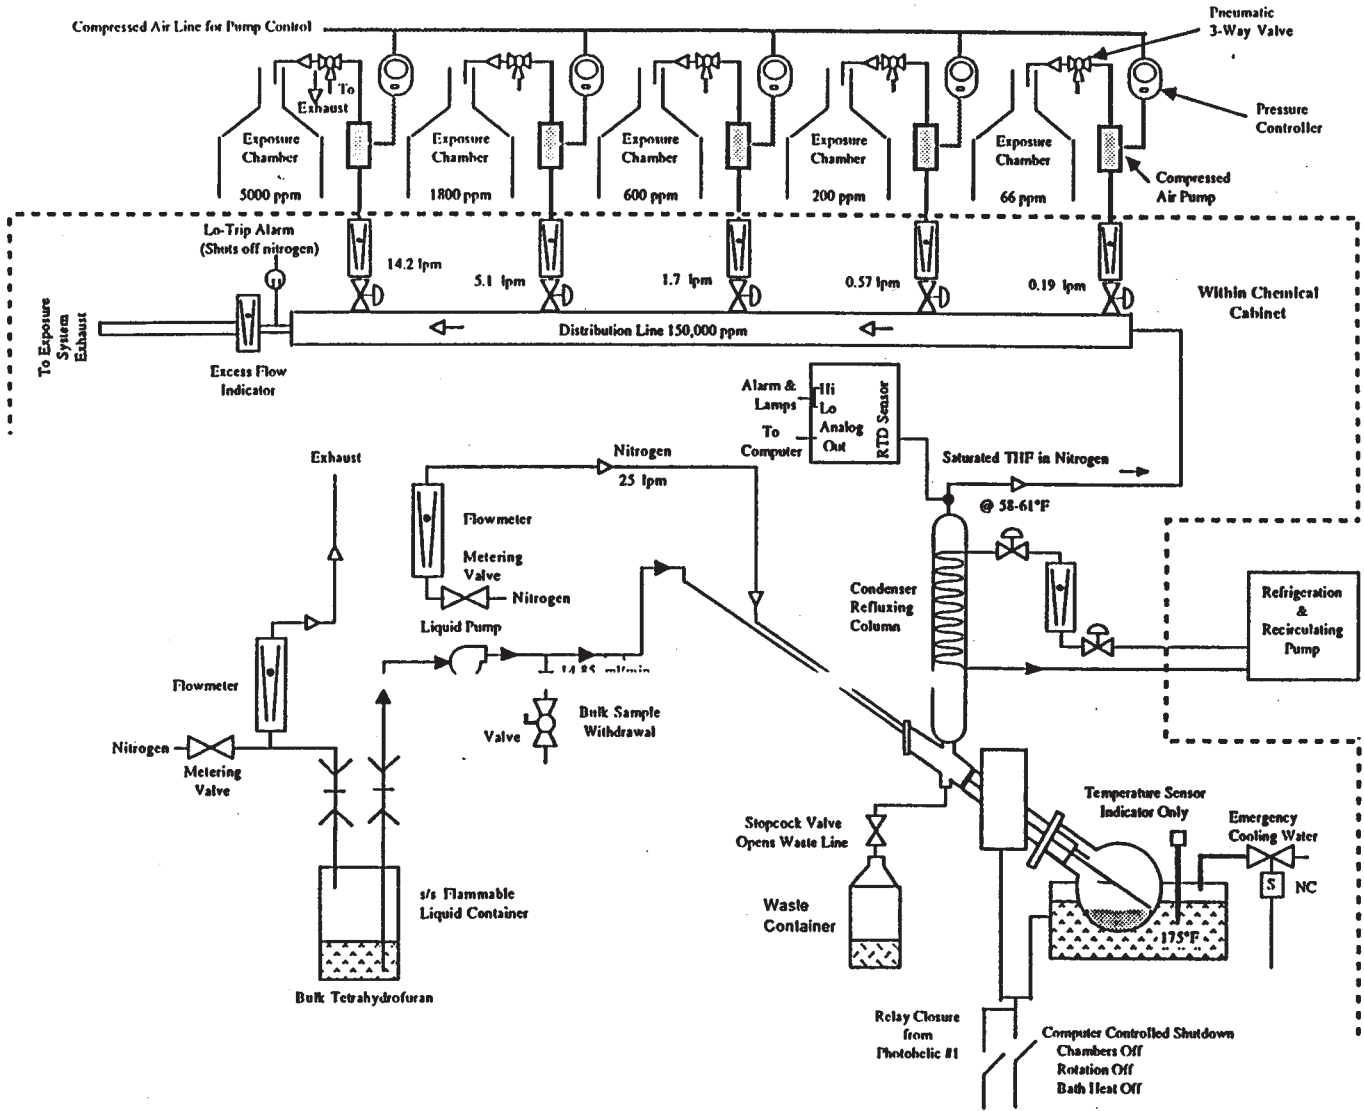 Compressed Air Line for Pump Control
Pneumatic
3-Way Valve
To
Exhaust
Pressure
Controller
Exposure
Chamber
5000 ppm
Exposure
Chamber
1800 ppm
Exposure
Chamber
600 ppm
Exposure
Chamber
200 ppm
Exposure
Chamber
66 ppm
Compressed
Air Pump
Lo-Trip Alarm
(Shuts off nitrogen)
14.2 lpm
5.1 lpm
1.7 lpm
0.57 lpm
0.19 lpm
Within Chemical
Cabinet
To Exposure
System
Exhaust
Distribution Line 150,000 ppm
Excess Flow
Indicator
Alarm &
Lamps
To
Computer
Hi
Lo
Analog
Out
RTD Sensor
Saturated THF in Nitrogen
@ 58-61°F
Exhaust
Nitrogen
25 lpm
Flowmeter
Metering
Valve
Nitrogen
Liquid Pump
14.85 ml/min
Condenser
Refluxing
Column
Refrigeration
&
Recirculating
Pump
Flowmeter
Nitrogen
Metering
Valve
Valve
Bulk Sample
Withdrawal
Temperature Sensor
Indicator Only
Emergency
Cooling Water
S
NC
Stopcock Valve
Opens Waste Line
Waste
Container
175°F
s/s Flammable
Liquid Container
Bulk Tetrahydrofuran
Relay Closure
from
Photohelic #1
Computer Controlled Shutdown
Chambers Off
Rotation Off
Bath Heat Off